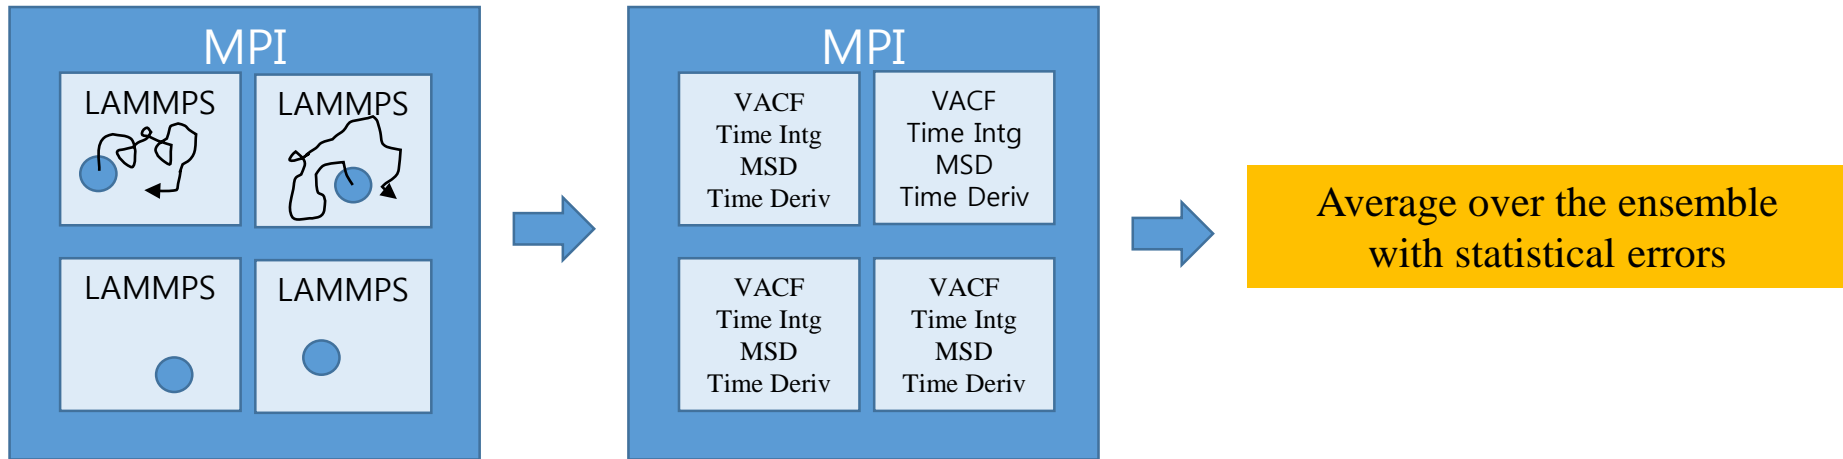 MPI
LAMMPS
LAMMPS
LAMMPS
LAMMPS
MPI
VACF
Time Intg
MSD
Time Deriv
VACF
Time Intg
MSD
Time Deriv
VACF
Time Intg
MSD
Time Deriv
VACF
Time Intg
MSD
Time Deriv
Average over the ensemble
with statistical errors